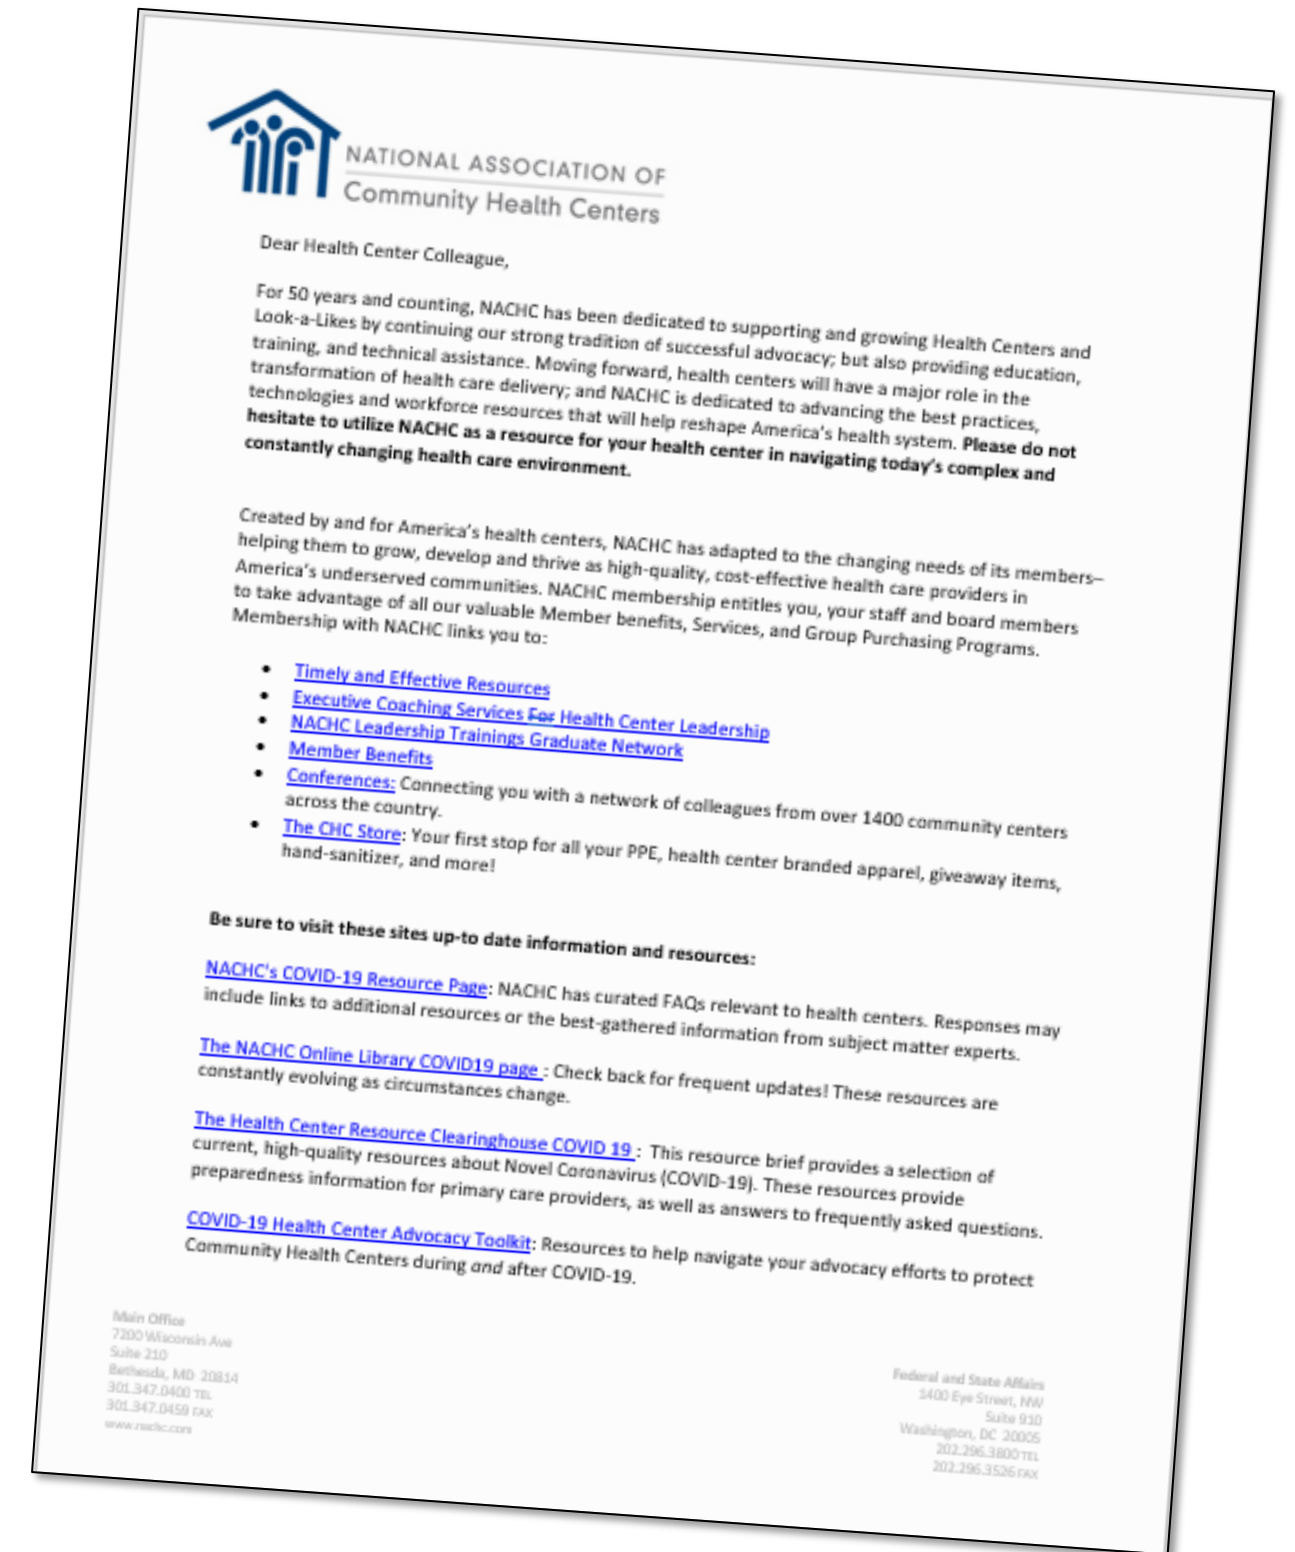 NATIONAL ASSOCIATION OF
Community Health Centers
Dear Health Center Colleague,
For 50 years and counting, NACHC has been dedicated to supporting and growing Health Centers and
Look-a-Likes by continuing our strong tradition of successful advocacy; but also providing education,
training, and technical assistance. Moving forward, health centers will have a major role in the
transformation of health care delivery; and NACHC is dedicated to advancing the best practices,
technologies and workforce resources that will help reshape America's health system. Please do not
hesitate to utilize NACHC as a resource for your health center in navigating today's complex and
constantly changing health care environment.
Created by and for America's health centers, NACHC has adapted to the changing needs of its members–
helping them to grow, develop and thrive as high-quality, cost-effective health care providers in
America's underserved communities. NACHC membership entitles you, your staff and board members
to take advantage of all our valuable Member benefits, Services, and Group Purchasing Programs.
Membership with NACHC links you to:
• Timely and Effective Resources
• Executive Coaching Services For Health Center Leadership
• NACHC Leadership Trainings Graduate Network
• Member Benefits
• Conferences: Connecting you with a network of colleagues from over 1400 community centers
across the country.
• The CHC Store: Your first stop for all your PPE, health center branded apparel, giveaway items,
hand-sanitizer, and more!
Be sure to visit these sites up-to date information and resources:
NACHC's COVID-19 Resource Page: NACHC has curated FAQs relevant to health centers. Responses may
include links to additional resources or the best-gathered information from subject matter experts.
The NACHC Online Library COVID19 page : Check back for frequent updates! These resources are
constantly evolving as circumstances change.
The Health Center Resource Clearinghouse COVID 19 : This resource brief provides a selection of
current, high-quality resources about Novel Coronavirus (COVID-19). These resources provide
preparedness information for primary care providers, as well as answers to frequently asked questions.
COVID-19 Health Center Advocacy Toolkit: Resources to help navigate your advocacy efforts to protect
Community Health Centers during and after COVID-19.
Main Office
7200 Wisconsin Ave
Suite 210
Bethesda, MD 20814
301.347.0400 TEL
301.347.0459 FAX
www.nachc.com
Federal and State Affairs
1400 Eye Street, NW
Suite 910
Washington, DC 20005
202.296.3800 TEL
202.296.3526 FAX